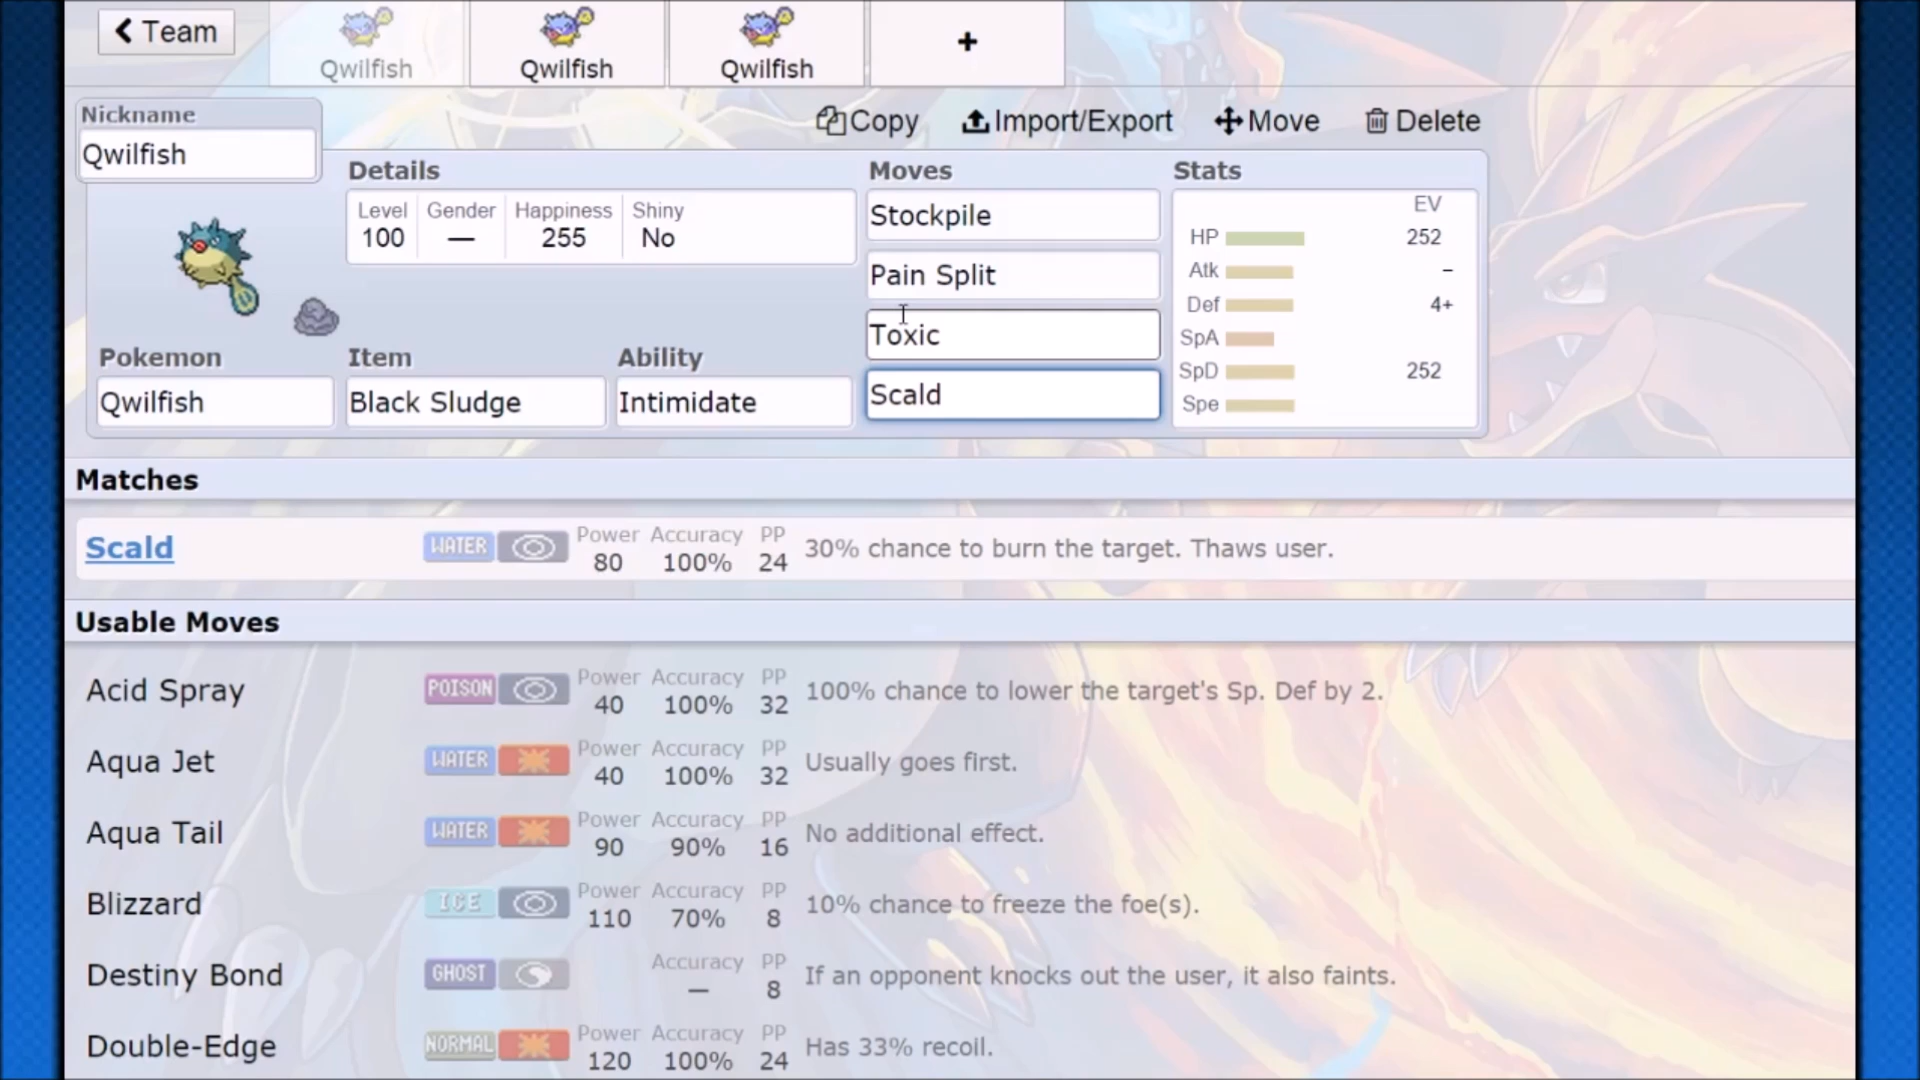 Team
Qwilfish
Qwilfish
Qwilfish
+
Nickname
Qwilfish
Copy
Import/Export
Move
Delete
Details
Moves
Stats
Level
Gender
Happiness
Shiny
100
—
255
No
Stockpile
Pain Split
Toxic
Scald
EV
HP 252
Atk –
Def 4+
SpA
SpD 252
Spe
Pokemon
Item
Ability
Qwilfish
Black Sludge
Intimidate
Matches
Scald WATER Power 80 Accuracy 100% PP 24 30% chance to burn the target. Thaws user.
Usable Moves
Acid Spray POISON Power 40 Accuracy 100% PP 32 100% chance to lower the target's Sp. Def by 2.
Aqua Jet WATER Power 40 Accuracy 100% PP 32 Usually goes first.
Aqua Tail WATER Power 90 Accuracy 90% PP 16 No additional effect.
Blizzard ICE Power 110 Accuracy 70% PP 8 10% chance to freeze the foe(s).
Destiny Bond GHOST Accuracy — PP 8 If an opponent knocks out the user, it also faints.
Double-Edge NORMAL Power 120 Accuracy 100% PP 24 Has 33% recoil.